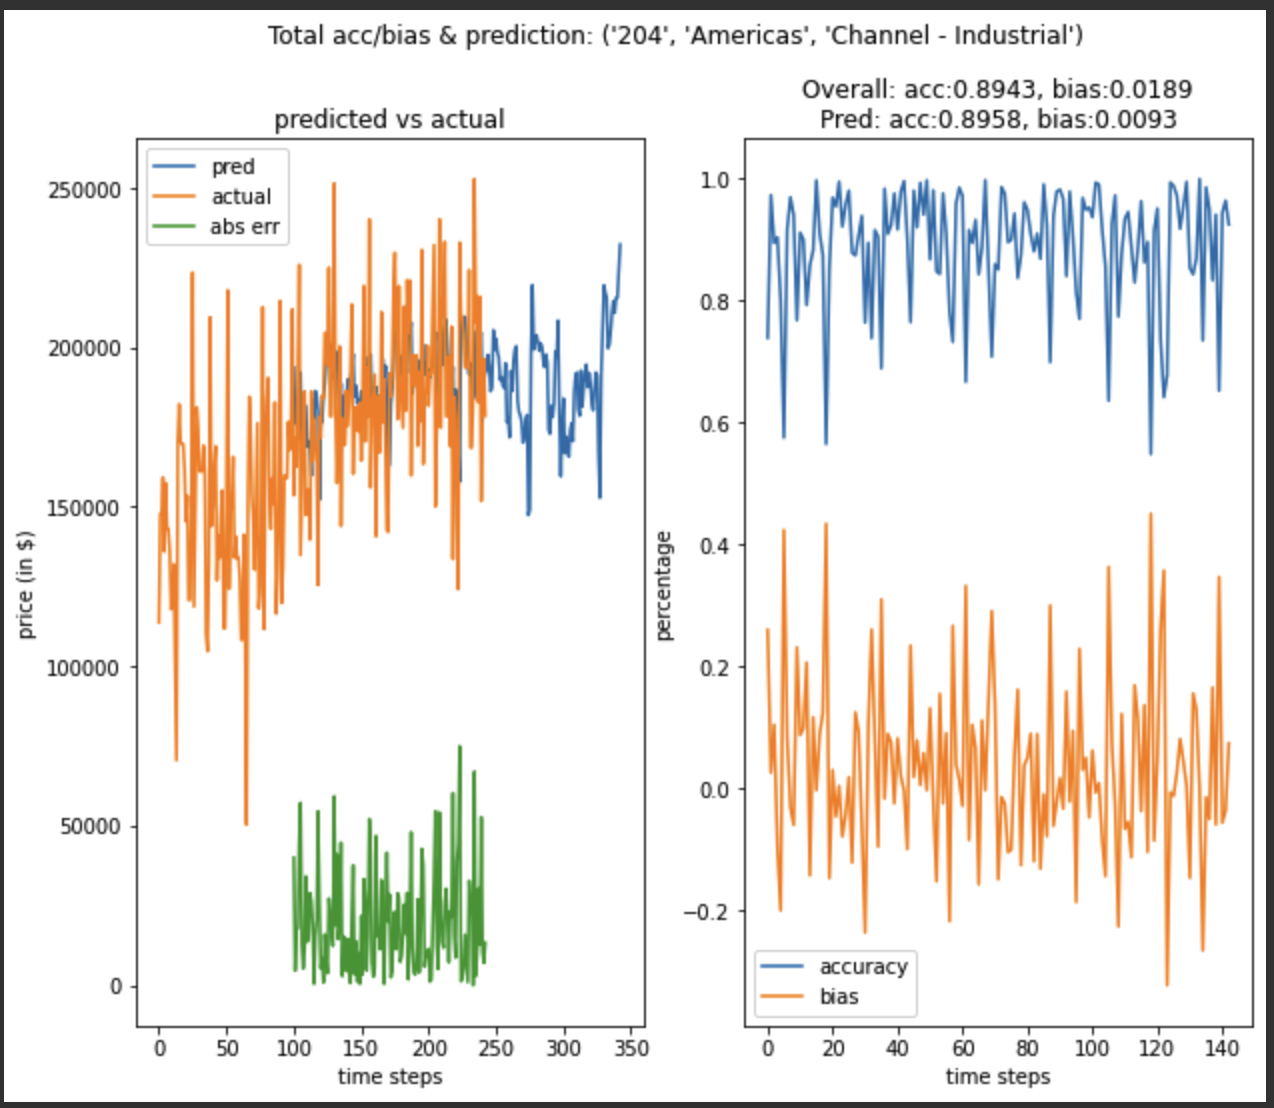 Total acc/bias & prediction: ('204', 'Americas', 'Channel - Industrial')
predicted vs actual
pred
actual
abs err
250000
200000
150000
100000
50000
0
price (in $)
0 50 100 150 200 250 300 350
time steps
Overall: acc:0.8943, bias:0.0189
Pred: acc:0.8958, bias:0.0093
1.0
0.8
0.6
0.4
0.2
0.0
−0.2
percentage
accuracy
bias
0 20 40 60 80 100 120 140
time steps